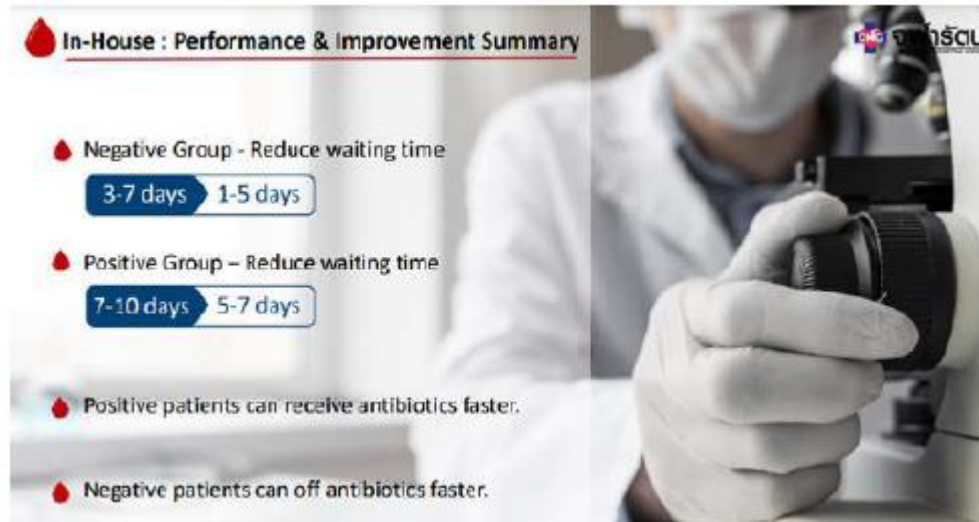 In-House : Performance & Improvement Summary
CHG
Negative Group - Reduce waiting time
3-7 days 1-5 days
Positive Group – Reduce waiting time
7-10 days 5-7 days
Positive patients can receive antibiotics faster.
Negative patients can off antibiotics faster.